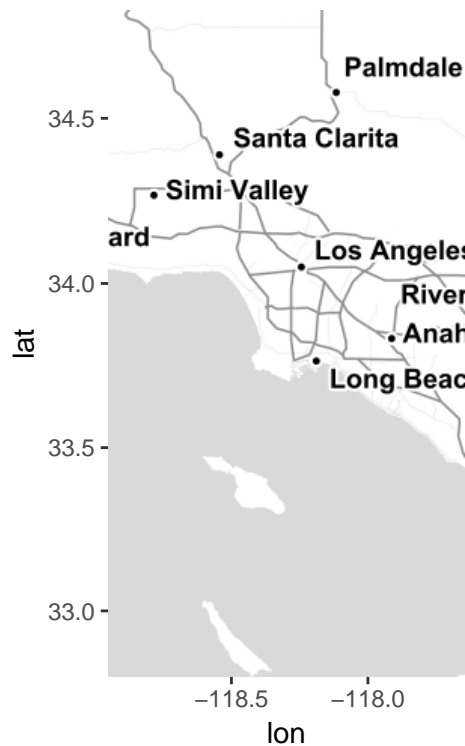 Palmdale
34.5
Santa Clarita
Simi Valley
ard
Los Angeles
34.0
River
Anah
lat
Long Beac
33.5
33.0
−118.5 −118.0
lon